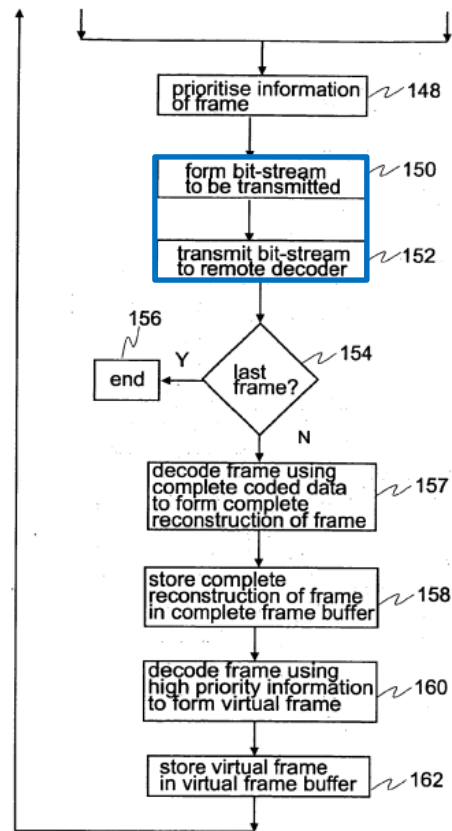 prioritise information
of frame
148
form bit-stream
to be transmitted
150
transmit bit-stream
to remote decoder
152
156
Y
154
end
last
frame?
N
decode frame using
complete coded data
to form complete
reconstruction of frame
157
store complete
reconstruction of frame
in complete frame buffer
158
decode frame using
high priority information
to form virtual frame
160
store virtual frame
in virtual frame buffer
162